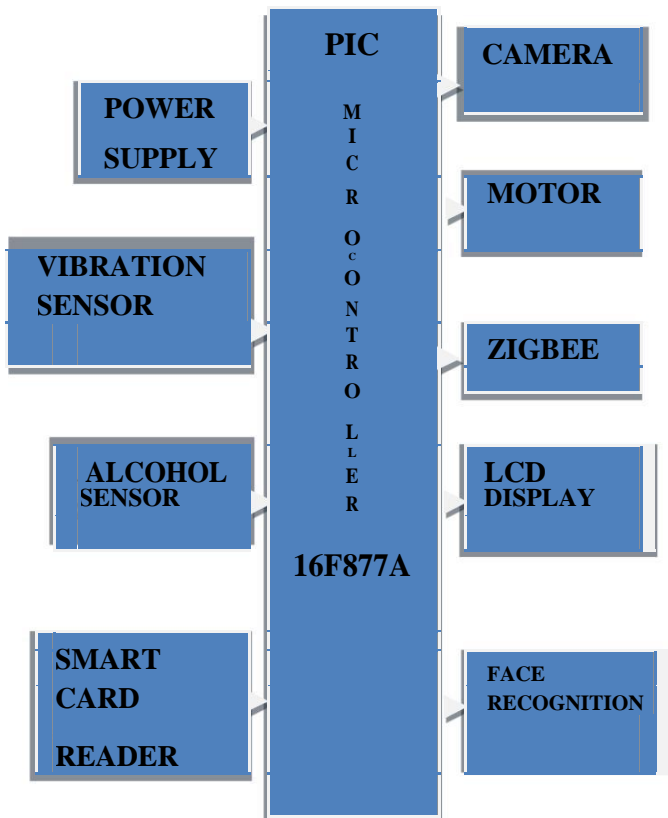 POWER
SUPPLY
VIBRATION
SENSOR
ALCOHOL
SENSOR
SMART
CARD
READER
PIC
M
I
C
R
O
C
O
N
T
R
O
L
L
E
R
16F877A
CAMERA
MOTOR
ZIGBEE
LCD
DISPLAY
FACE
RECOGNITION